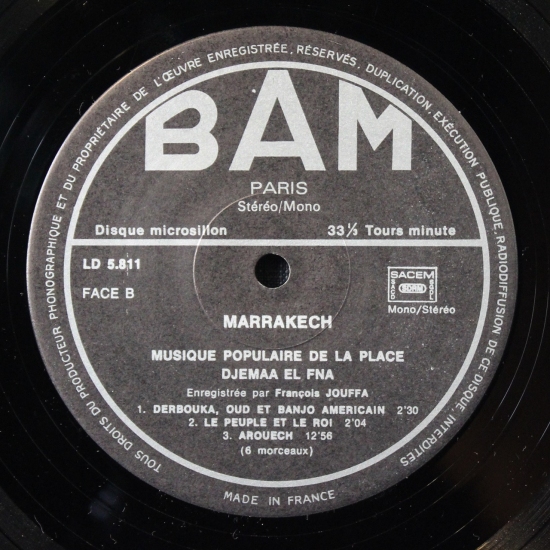 TOUS DROITS DU PRODUCTEUR PHONOGRAPHIQUE ET DU PROPRIÉTAIRE DE L'ŒUVRE ENREGISTRÉE, RÉSERVÉS, DUPLICATION, EXÉCUTION PUBLIQUE, RADIODIFFUSION DE CE DISQUE, INTERDITES
BAM
PARIS
Stéréo/Mono
Disque microsillon 33⅓ Tours minute
LD 5.811
FACE B
SACEM
SACD SDRM SGDL
Mono/Stéréo
MARRAKECH
MUSIQUE POPULAIRE DE LA PLACE
DJEMAA EL FNA
Enregistrée par François JOUFFA
1. DERBOUKA, OUD ET BANJO AMERICAIN 2'30
2. LE PEUPLE ET LE ROI 2'04
3. AROUECH 12'56
(6 morceaux)
MADE IN FRANCE